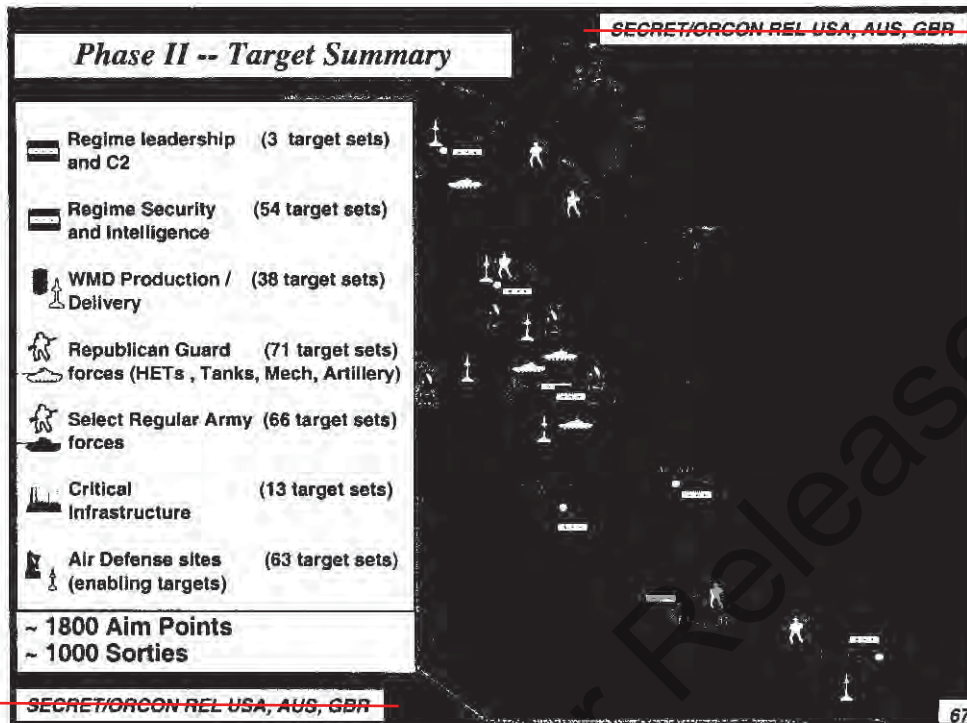 SECRET/ORCON REL USA, AUS, GBR
Phase II -- Target Summary
Regime leadership (3 target sets)
and C2
Regime Security (54 target sets)
and Intelligence
WMD Production / (38 target sets)
Delivery
Republican Guard (71 target sets)
forces (HETs , Tanks, Mech, Artillery)
Select Regular Army (66 target sets)
forces
Critical (13 target sets)
Infrastructure
Air Defense sites (63 target sets)
(enabling targets)
~ 1800 Aim Points
~ 1000 Sorties
SECRET/ORCON REL USA, AUS, GBR
67
r Release